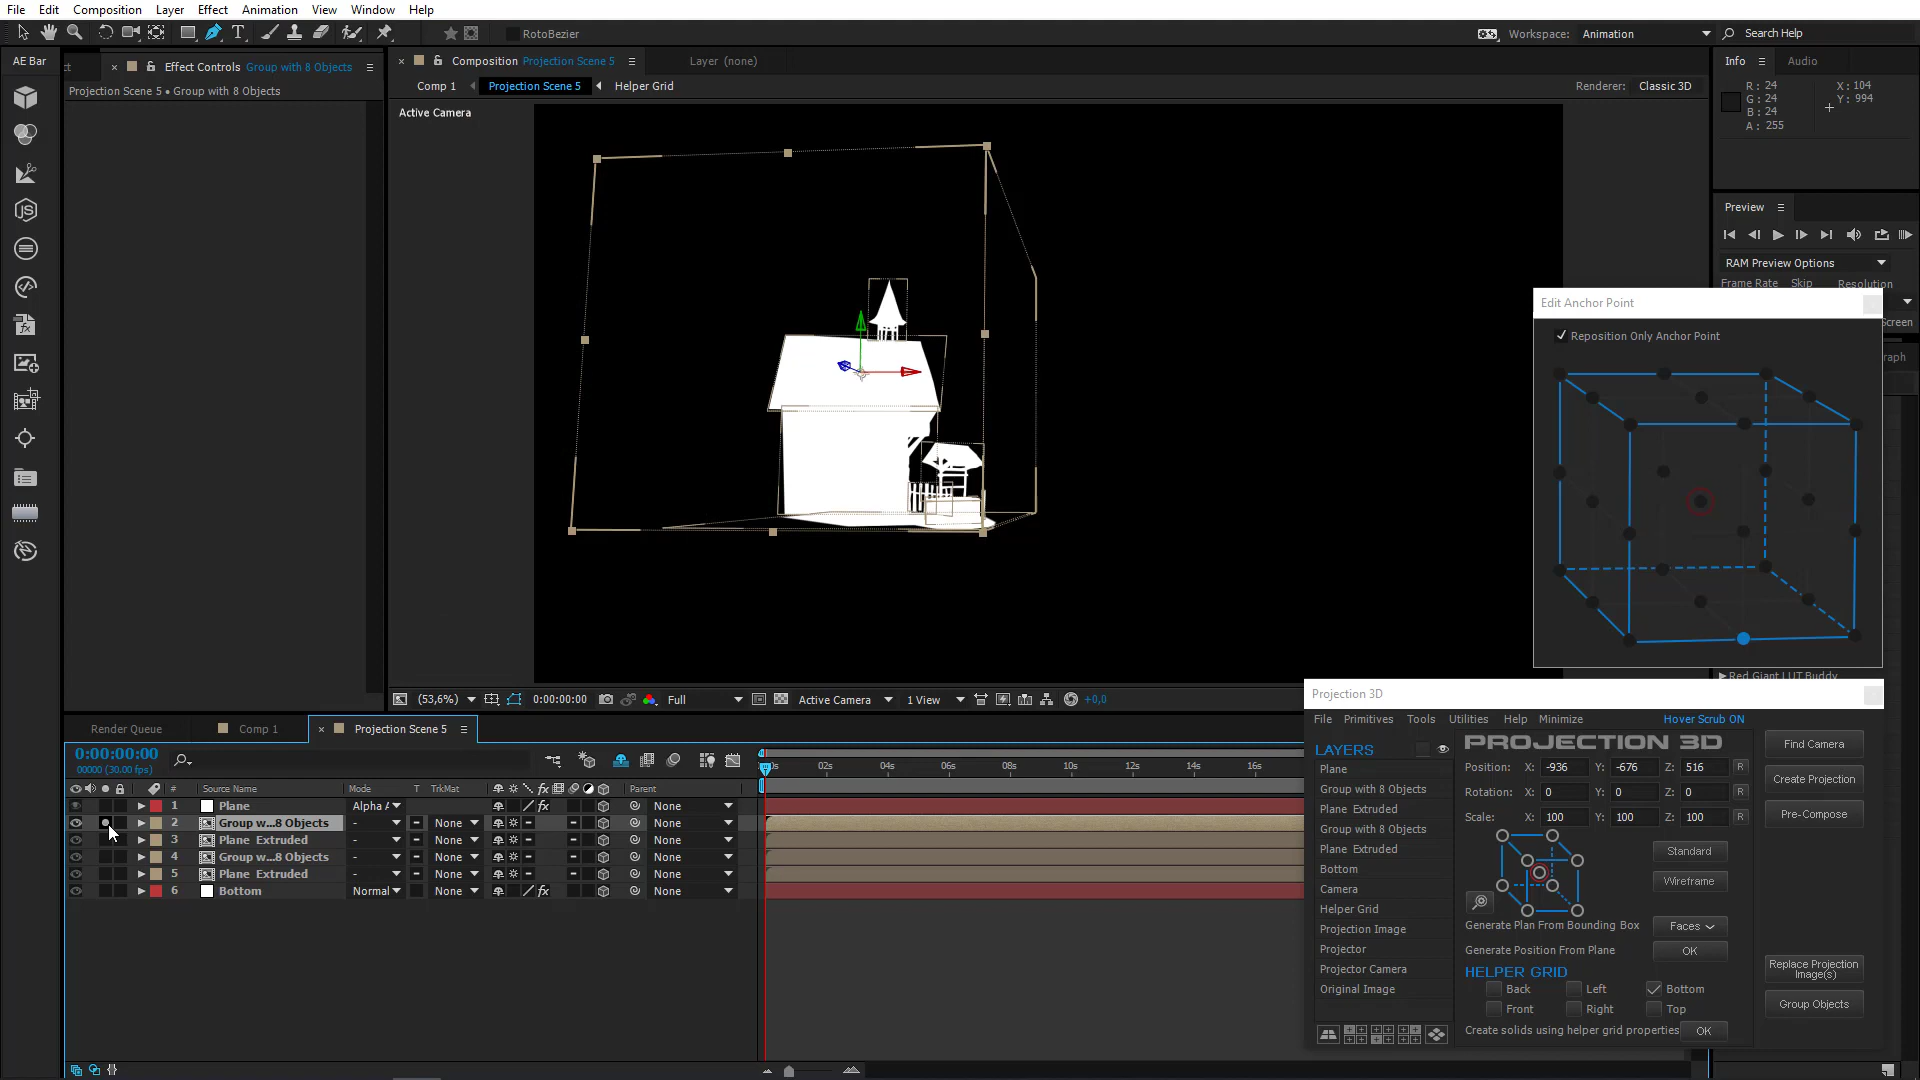 File Edit Composition Layer Effect Animation View Window Help
RotoBezier
Workspace: Animation
Search Help
AE Bar
ct
Effect Controls Group with 8 Objects
Projection Scene 5 • Group with 8 Objects
Composition Projection Scene 5
Layer (none)
Comp 1
Projection Scene 5
Helper Grid
Renderer: Classic 3D
Active Camera
Info
Audio
R: 24
G: 24
B: 24
A: 255
X: 104
Y: 994
Preview
RAM Preview Options
Frame Rate Skip Resolution
Screen
raph
Edit Anchor Point
Reposition Only Anchor Point
Red Giant LUT Buddy
(53,6%)
0:00:00:00
Full
Active Camera
1 View
+0,0
Render Queue
Comp 1
Projection Scene 5
0:00:00:00
00000 (30.00 fps)
# Source Name Mode T TrkMat Parent
1 Plane Alpha A None
2 Group w...8 Objects - None None
3 Plane Extruded - None None
4 Group w...8 Objects - None None
5 Plane Extruded - None None
6 Bottom Normal None None
0s 02s 04s 06s 08s 10s 12s 14s 16s
Projection 3D
File Primitives Tools Utilities Help Minimize
Hover Scrub ON
LAYERS
Plane
Group with 8 Objects
Plane Extruded
Group with 8 Objects
Plane Extruded
Bottom
Camera
Helper Grid
Projection Image
Projector
Projector Camera
Original Image
PROJECTION 3D
Position: X: -936 Y: -676 Z: 516 R
Rotation: X: 0 Y: 0 Z: 0 R
Scale: X: 100 Y: 100 Z: 100 R
Standard
Wireframe
Generate Plan From Bounding Box
Faces
Generate Position From Plane
OK
HELPER GRID
Back Left Bottom
Front Right Top
Create solids using helper grid properties
OK
Find Camera
Create Projection
Pre-Compose
Replace Projection
Image(s)
Group Objects